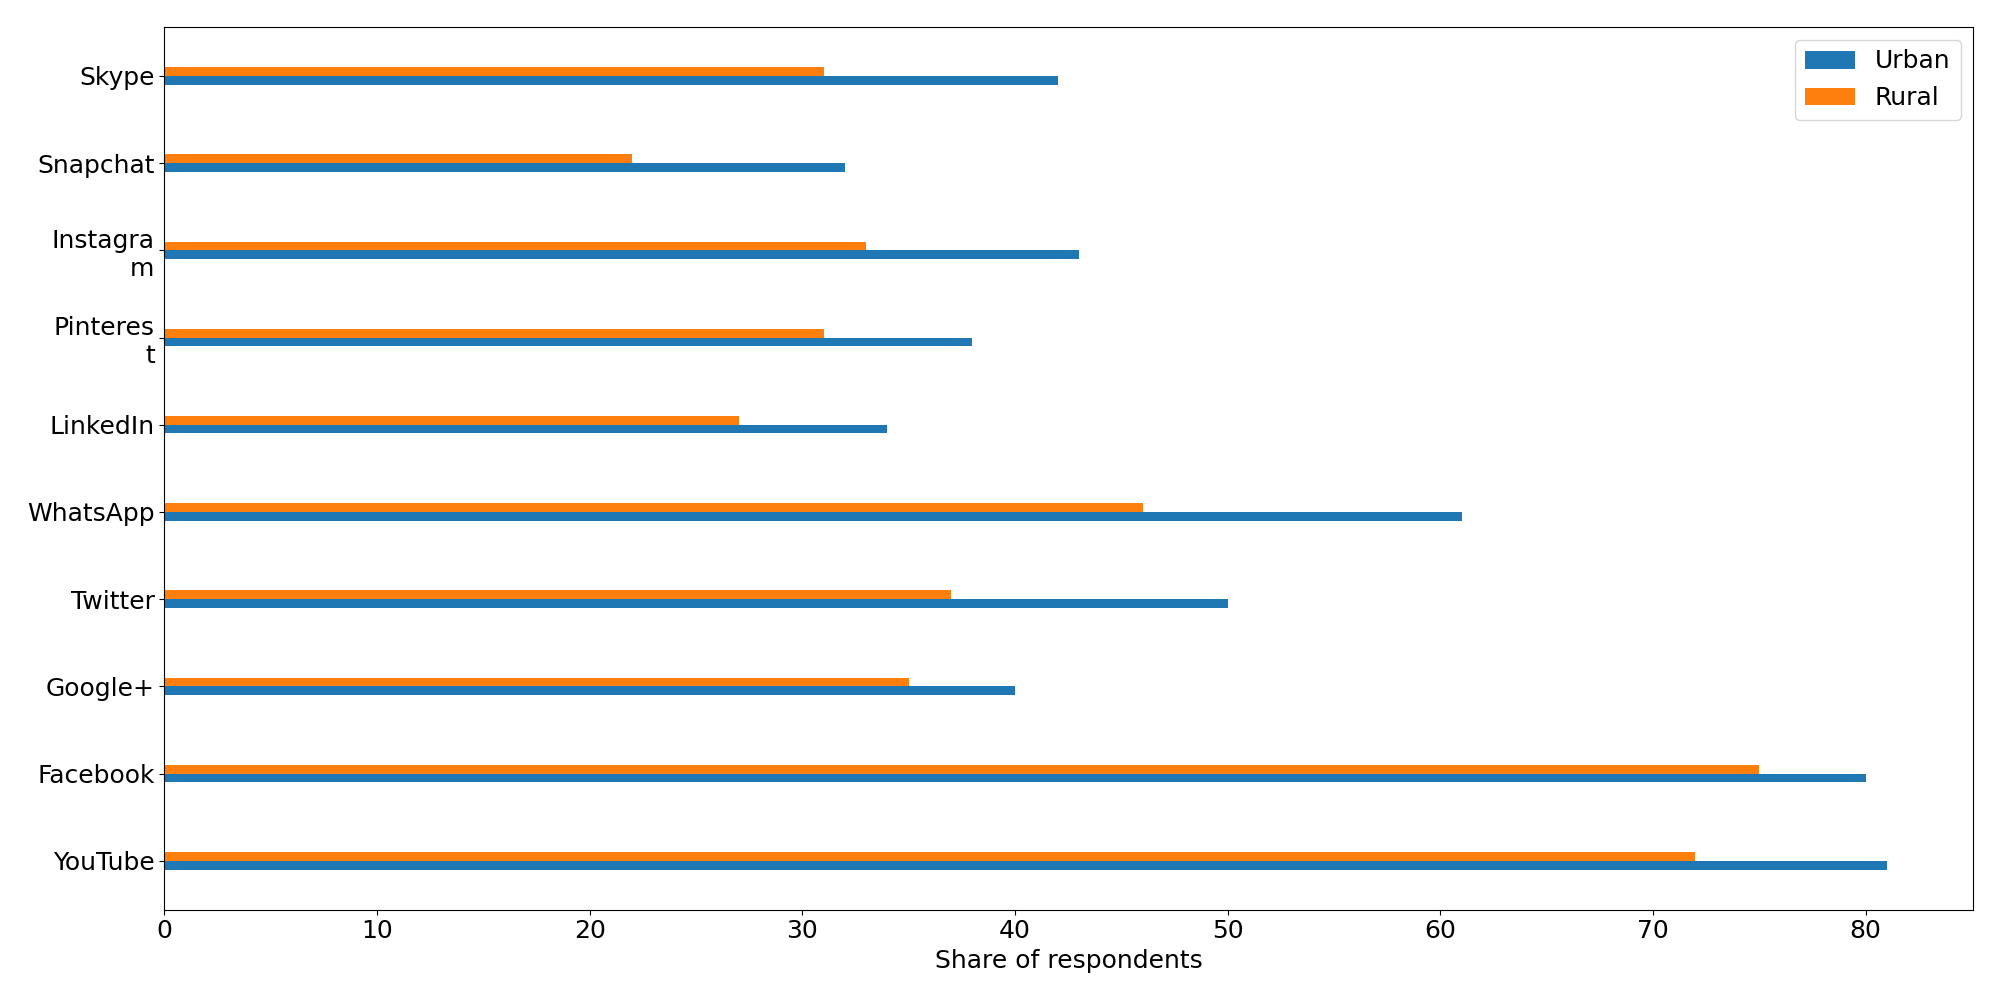 Urban
Rural
Skype
Snapchat
Instagra
m
Pinteres
t
LinkedIn
WhatsApp
Twitter
Google+
Facebook
YouTube
0 10 20 30 40 50 60 70 80
Share of respondents